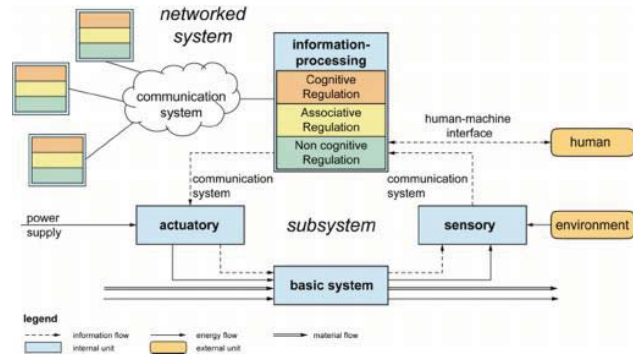 networked
system
information-
processing
Cognitive
Regulation
Associative
Regulation
Non cognitive
Regulation
communication
system
human-machine
interface
human
communication
system
communication
system
power
supply
actuatory
subsystem
sensory
environment
basic system
legend
information flow
energy flow
material flow
internal unit
external unit